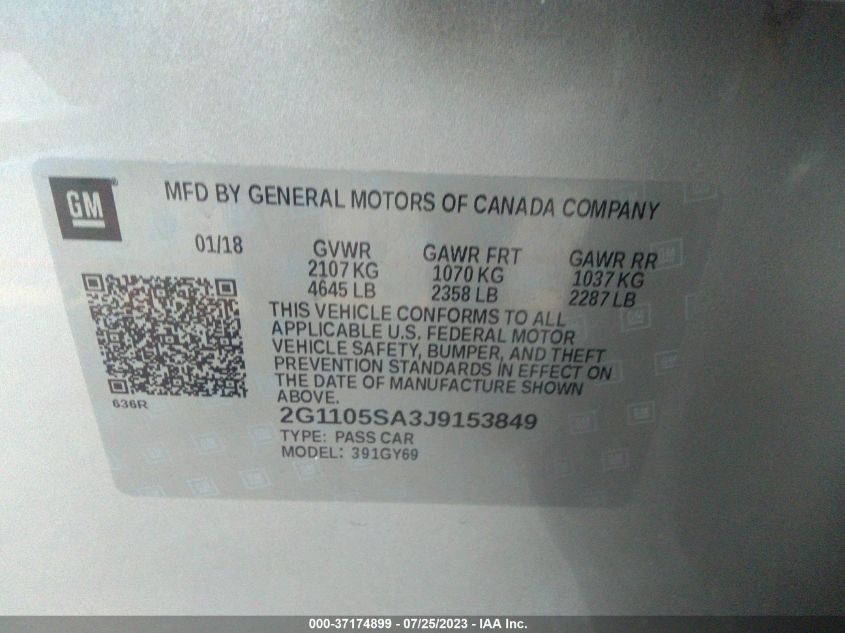 GM
MFD BY GENERAL MOTORS OF CANADA COMPANY
01/18 GVWR GAWR FRT GAWR RR
2107 KG 1070 KG 1037 KG
4645 LB 2358 LB 2287 LB
THIS VEHICLE CONFORMS TO ALL
APPLICABLE U.S. FEDERAL MOTOR
VEHICLE SAFETY, BUMPER, AND THEFT
PREVENTION STANDARDS IN EFFECT ON
THE DATE OF MANUFACTURE SHOWN
ABOVE.
636R
2G1105SA3J9153849
TYPE: PASS CAR
MODEL: 391GY69
000-37174899 / 07/25/2023 - IAA Inc.